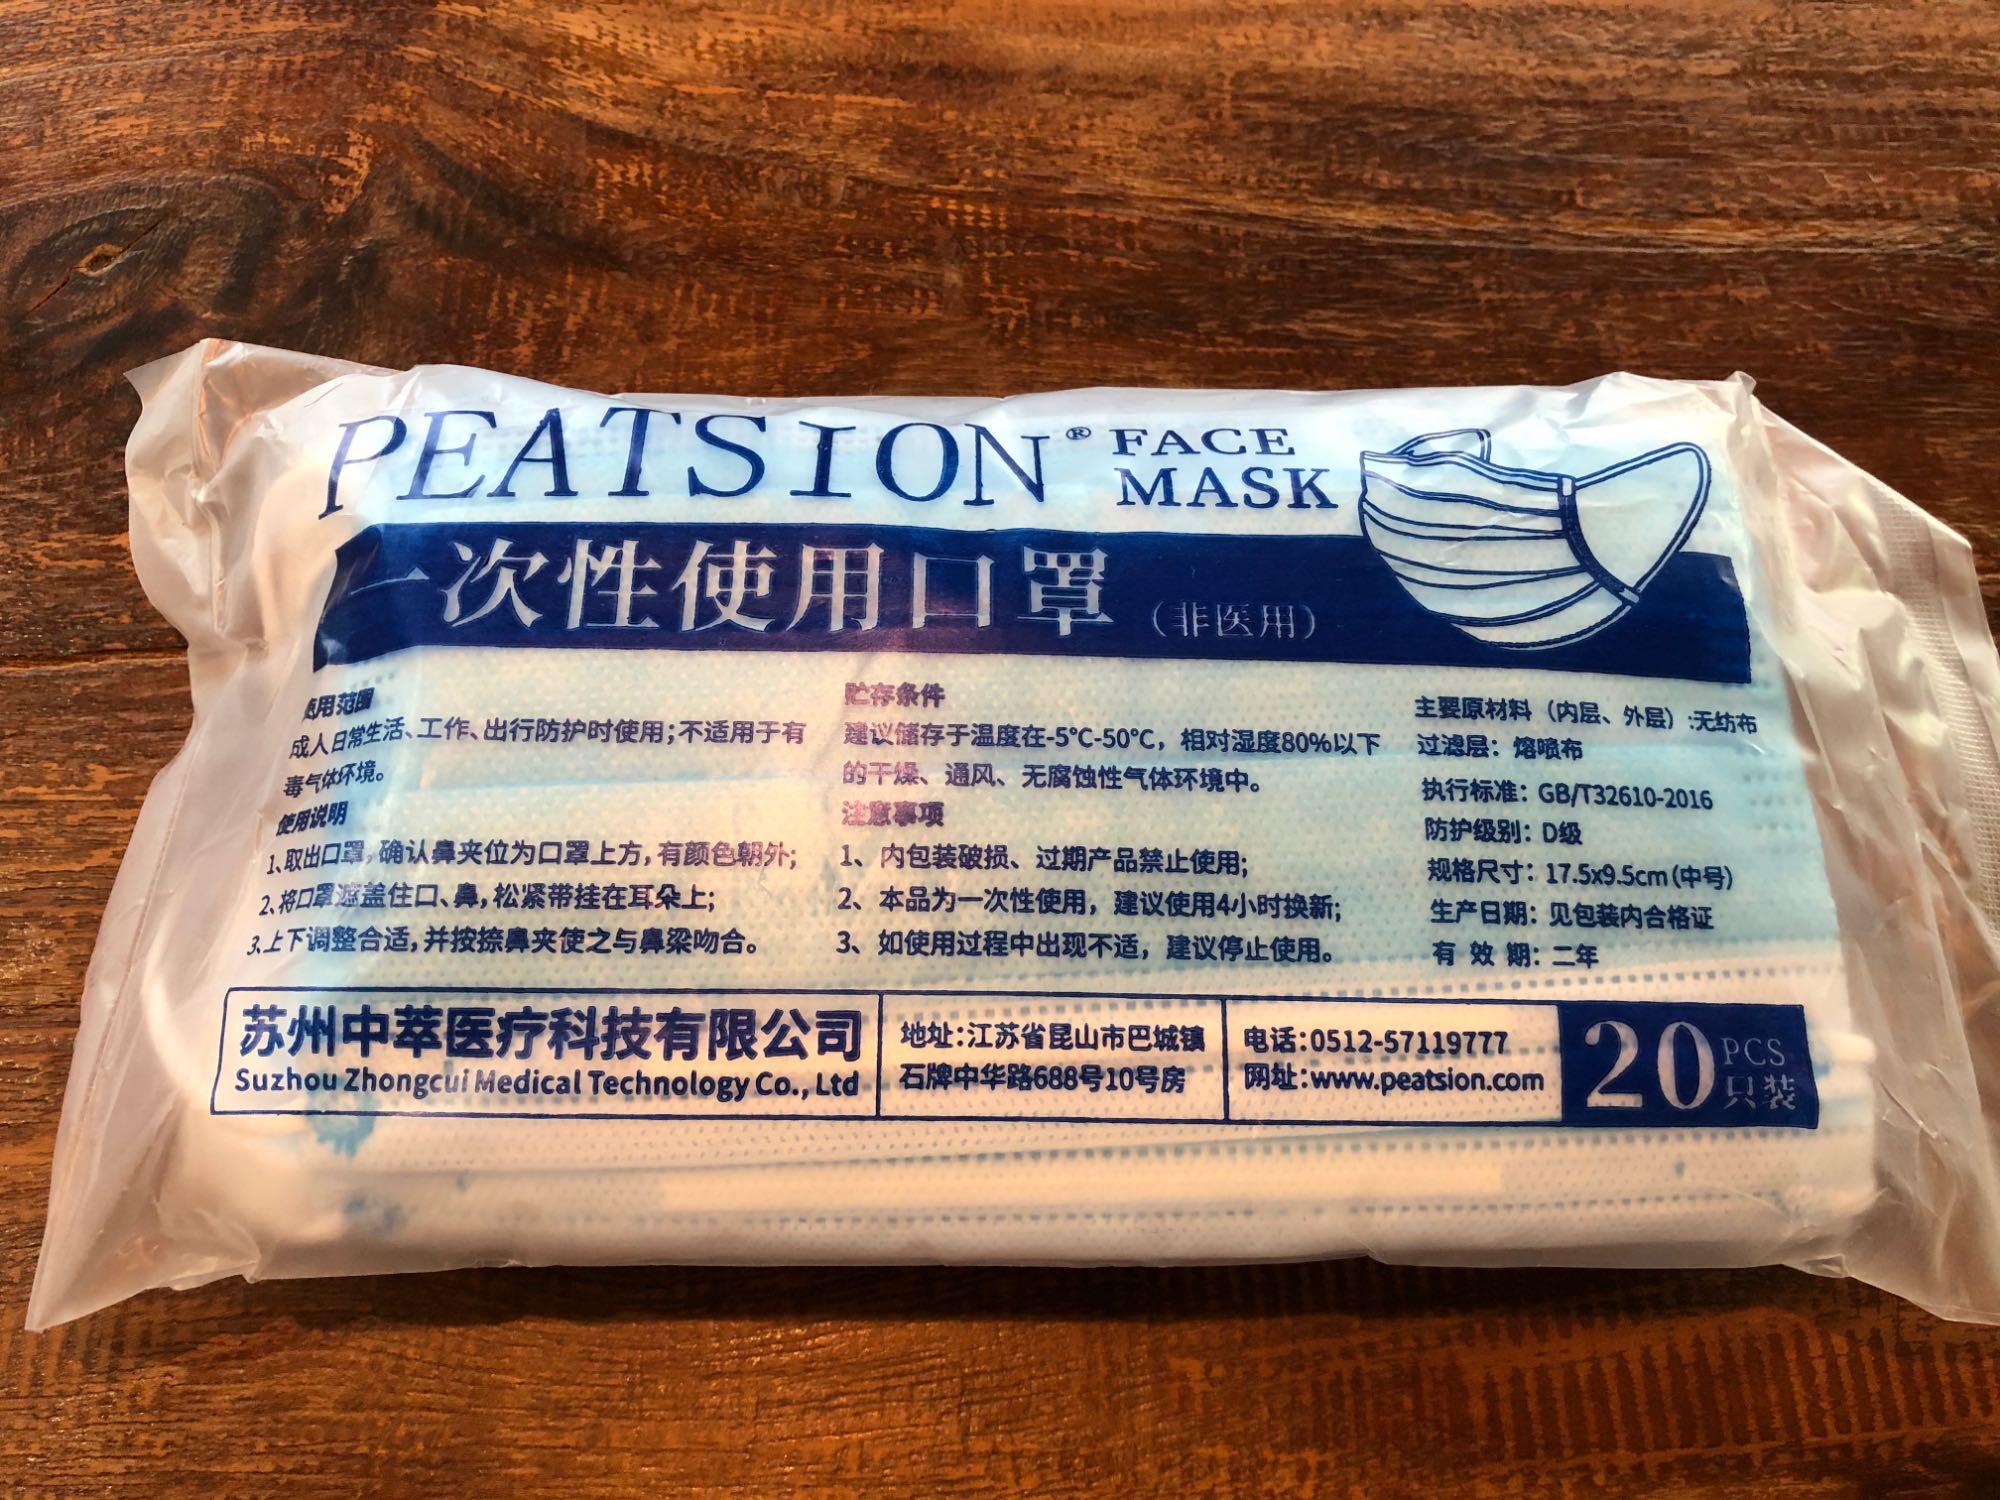 PEATSION® FACE
MASK
一次性使用口罩 (非医用)
使用范围
成人日常生活、工作、出行防护时使用;不适用于有
毒气体环境。
使用说明
1、取出口罩,确认鼻夹位为口罩上方,有颜色朝外;
2、将口罩遮盖住口、鼻,松紧带挂在耳朵上;
3、上下调整合适,并按捺鼻夹使之与鼻梁吻合。
贮存条件
建议储存于温度在-5°C-50°C，相对湿度80%以下
的干燥、通风、无腐蚀性气体环境中。
注意事项
1、内包装破损、过期产品禁止使用;
2、本品为一次性使用，建议使用4小时换新;
3、如使用过程中出现不适，建议停止使用。
主要原材料（内层、外层）:无纺布
过滤层：熔喷布
执行标准：GB/T32610-2016
防护级别：D级
规格尺寸：17.5x9.5cm(中号)
生产日期：见包装内合格证
有 效 期：二年
苏州中萃医疗科技有限公司
Suzhou Zhongcui Medical Technology Co., Ltd
地址:江苏省昆山市巴城镇
石牌中华路688号10号房
电话:0512-57119777
网址:www.peatsion.com
20 PCS
只装